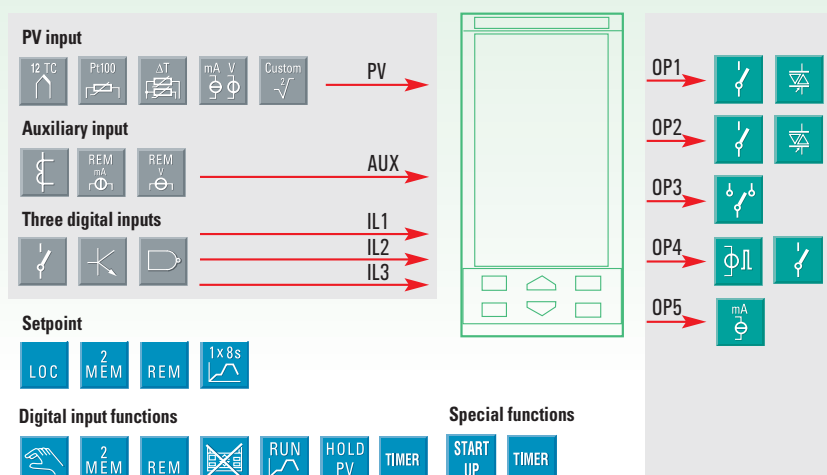 PV input
12 TC
Pt100
ΔT
mA V
Custom
2√
PV
Auxiliary input
REM
mA
REM
V
AUX
Three digital inputs
IL1
IL2
IL3
OP1
OP2
OP3
OP4
OP5
mA
Setpoint
LOC
2
MEM
REM
1x8s
Digital input functions
2
MEM
REM
RUN
HOLD
PV
TIMER
Special functions
START
UP
TIMER